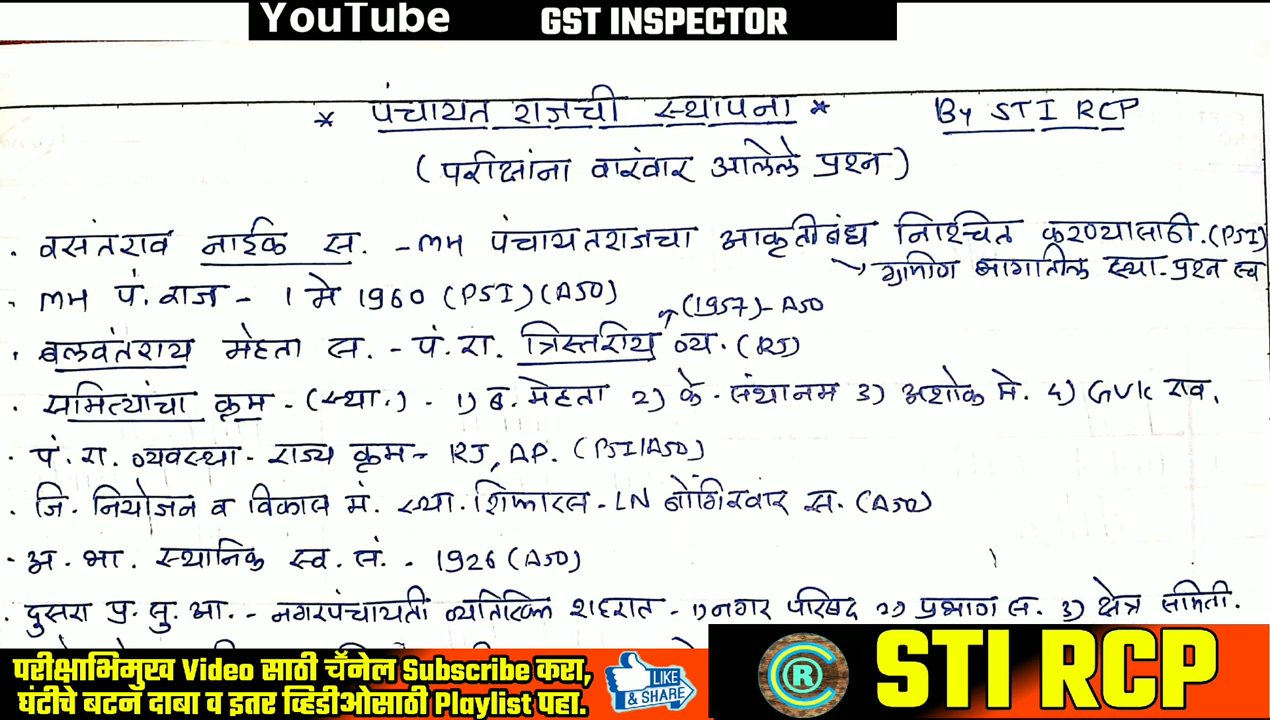 YouTube GST INSPECTOR
* पंचायत राजची स्थापना * By STI RCP
(परीक्षांना वारंवार आलेले प्रश्न)
· वसंतराव नाईक स. - MH पंचायतराजचा आकृतीबंध निश्चित करण्यासाठी. (PSI)
↳ ग्रामीण भागातील स्था. प्रश्न स्व
· MH पं. राज - 1 मे 1960 (PSI) (ASO)
(1957) - ASO
· बलवंतराय मेहता स. - पं. रा. त्रिस्तरीय व्य. (RJ)
· समित्यांचा क्रम - (स्था.) - 1) ब. मेहता 2) के. संथानम 3) अशोक मे. 4) GVK राव.
· पं. रा. व्यवस्था - राज्य क्रम - RJ, AP. (PSI/ASO)
· जि. नियोजन व विकास मं. स्था. शिफारस - LN बोंगिरवार स. (ASO)
· अ. भा. स्थानिक स्व. सं. - 1926 (ASO)
· दुसरा प्र. सु. आ. - नगरपंचायती व्यतिरिक्त शहरात - 1) नगर परिषद 2) प्रभाग स. 3) क्षेत्र समिती.
परीक्षाभिमुख Video साठी चॅनेल Subscribe करा,
घंटीचे बटन दाबा व इतर व्हिडीओसाठी Playlist पहा.
LIKE
& SHARE
CR
STI RCP